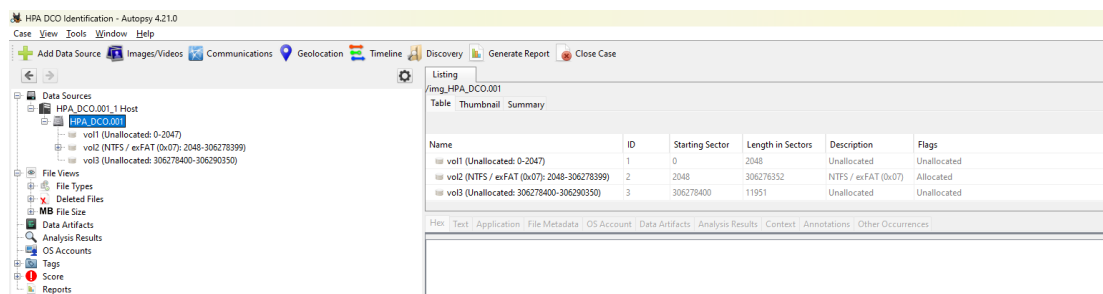 HPA DCO Identification - Autopsy 4.21.0
Case View Tools Window Help
Add Data Source Images/Videos Communications Geolocation Timeline Discovery Generate Report Close Case
Data Sources
HPA_DCO.001_1 Host
HPA_DCO.001
vol1 (Unallocated: 0-2047)
vol2 (NTFS / exFAT (0x07): 2048-306278399)
vol3 (Unallocated: 306278400-306290350)
File Views
File Types
Deleted Files
MB File Size
Data Artifacts
Analysis Results
OS Accounts
Tags
Score
Reports
Listing
/img_HPA_DCO.001
Table Thumbnail Summary
Name ID Starting Sector Length in Sectors Description Flags
vol1 (Unallocated: 0-2047) 1 0 2048 Unallocated Unallocated
vol2 (NTFS / exFAT (0x07): 2048-306278399) 2 2048 306276352 NTFS / exFAT (0x07) Allocated
vol3 (Unallocated: 306278400-306290350) 3 306278400 11951 Unallocated Unallocated
Hex Text Application File Metadata OS Account Data Artifacts Analysis Results Context Annotations Other Occurrences